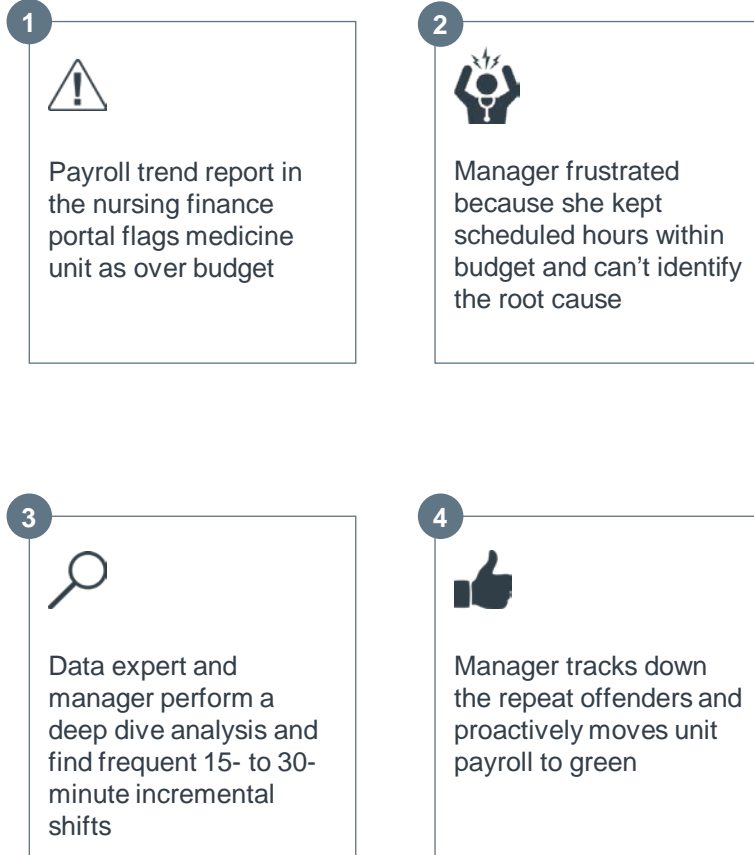 1
Payroll trend report in
the nursing finance
portal flags medicine
unit as over budget
2
Manager frustrated
because she kept
scheduled hours within
budget and can’t identify
the root cause
3
Data expert and
manager perform a
deep dive analysis and
find frequent 15- to 30-
minute incremental
shifts
4
Manager tracks down
the repeat offenders and
proactively moves unit
payroll to green